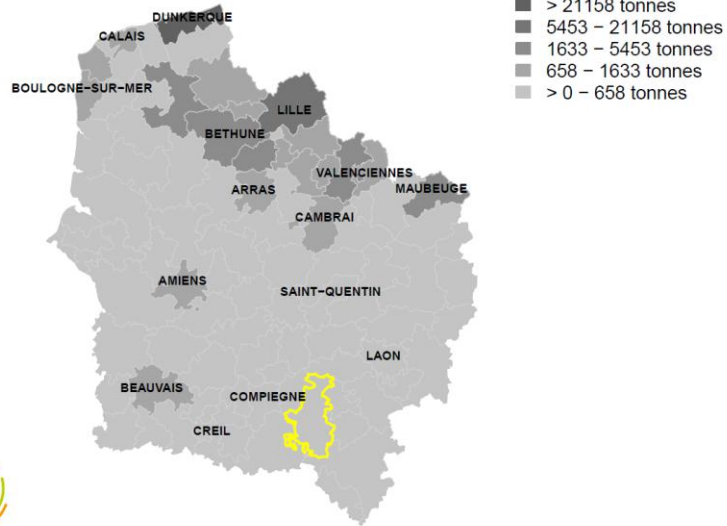 > 21158 tonnes
5453 − 21158 tonnes
1633 − 5453 tonnes
658 − 1633 tonnes
> 0 − 658 tonnes
DUNKERQUE
CALAIS
BOULOGNE−SUR−MER
LILLE
BETHUNE
VALENCIENNES
ARRAS
MAUBEUGE
CAMBRAI
AMIENS
SAINT−QUENTIN
LAON
BEAUVAIS
COMPIEGNE
CREIL